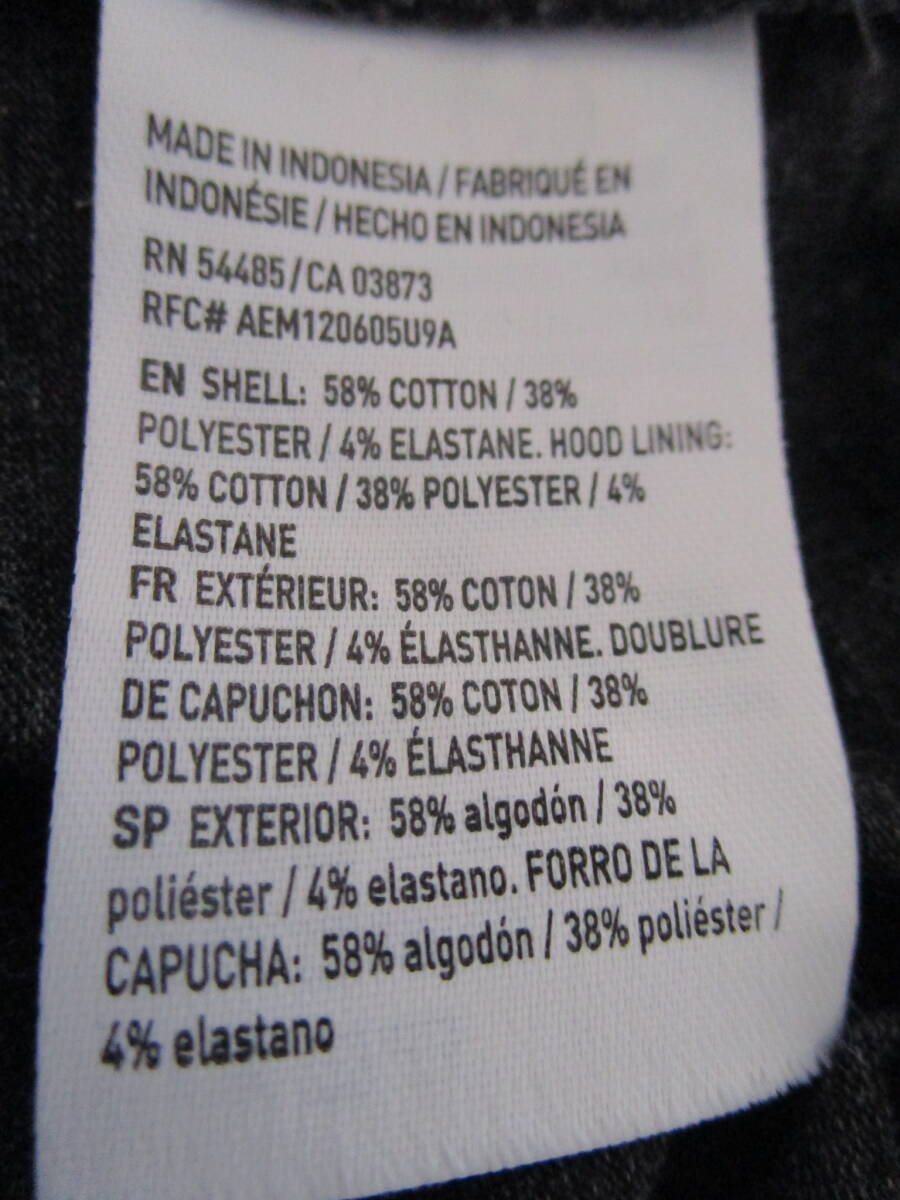 MADE IN INDONESIA / FABRIQUÉ EN
INDONÉSIE / HECHO EN INDONESIA
RN 54485 / CA 03873
RFC# AEM120605U9A
EN SHELL: 58% COTTON / 38%
POLYESTER / 4% ELASTANE. HOOD LINING:
58% COTTON / 38% POLYESTER / 4%
ELASTANE
FR EXTÉRIEUR: 58% COTON / 38%
POLYESTER / 4% ÉLASTHANNE. DOUBLURE
DE CAPUCHON: 58% COTON / 38%
POLYESTER / 4% ÉLASTHANNE
SP EXTERIOR: 58% algodón / 38%
poliéster / 4% elastano. FORRO DE LA
CAPUCHA: 58% algodón / 38% poliéster /
4% elastano